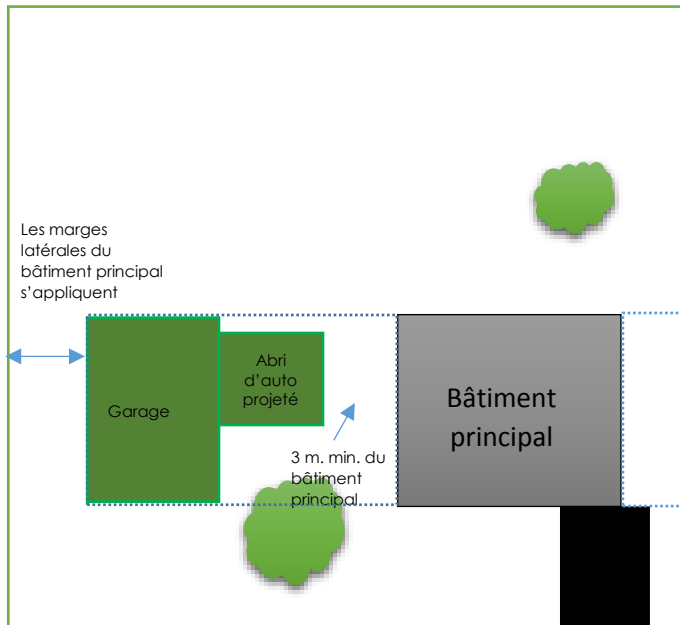 Les marges
latérales du
bâtiment principal
s’appliquent
Garage
Abri
d’auto
projeté
Bâtiment
principal
3 m. min. du
bâtiment
principal